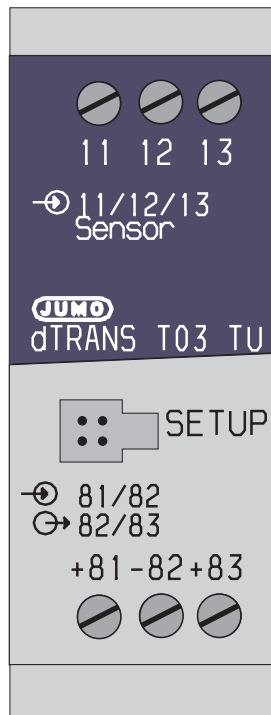 11 12 13
11/12/13
Sensor
JUMO
dTRANS T03 TU
SETUP
81/82
82/83
+81 -82 +83